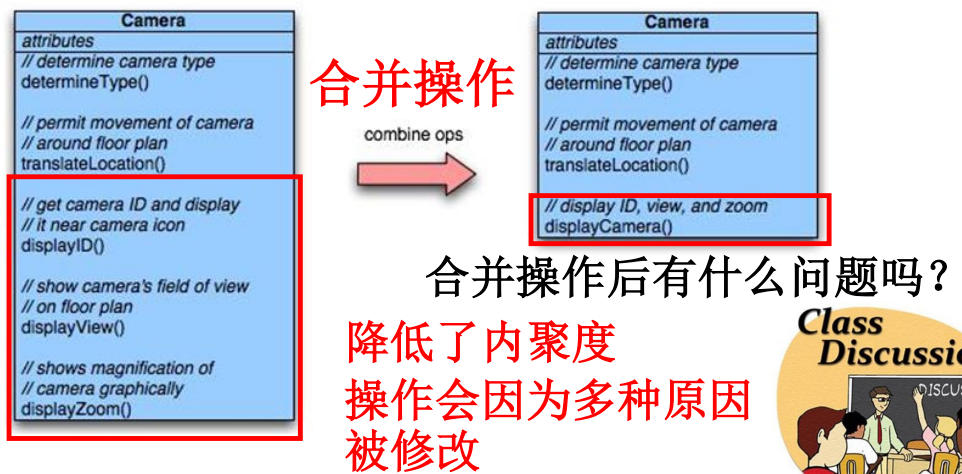 Camera
attributes
// determine camera type
determineType()
// permit movement of camera
// around floor plan
translateLocation()
// get camera ID and display
// it near camera icon
displayID()
// show camera's field of view
// on floor plan
displayView()
// shows magnification of
// camera graphically
displayZoom()
合并操作
combine ops
Camera
attributes
// determine camera type
determineType()
// permit movement of camera
// around floor plan
translateLocation()
// display ID, view, and zoom
displayCamera()
合并操作后有什么问题吗？
降低了内聚度
操作会因为多种原因
被修改
Class
Discussio
DISCUS